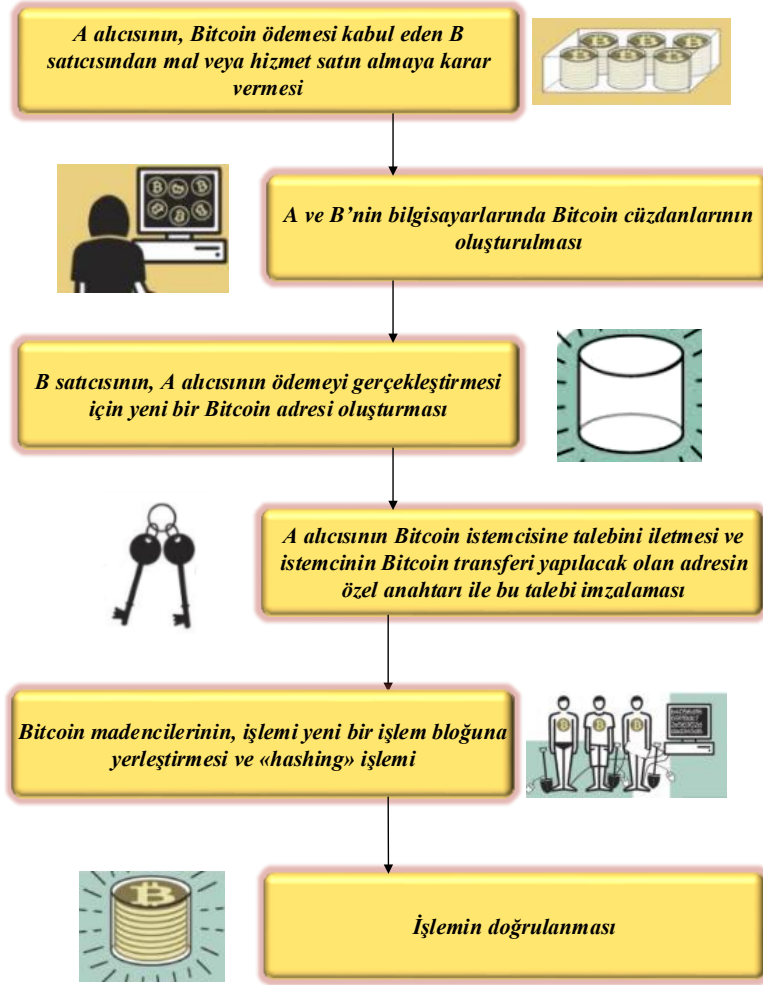 A alıcısının, Bitcoin ödemesi kabul eden B
satıcısından mal veya hizmet satın almaya karar
vermesi
A ve B’nin bilgisayarlarında Bitcoin cüzdanlarının
oluşturulması
B satıcısının, A alıcısının ödemeyi gerçekleştirmesi
için yeni bir Bitcoin adresi oluşturması
A alıcısının Bitcoin istemcisine talebini iletmesi ve
istemcinin Bitcoin transferi yapılacak olan adresin
özel anahtarı ile bu talebi imzalaması
Bitcoin madencilerinin, işlemi yeni bir işlem bloğuna
yerleştirmesi ve «hashing» işlemi
İşlemin doğrulanması